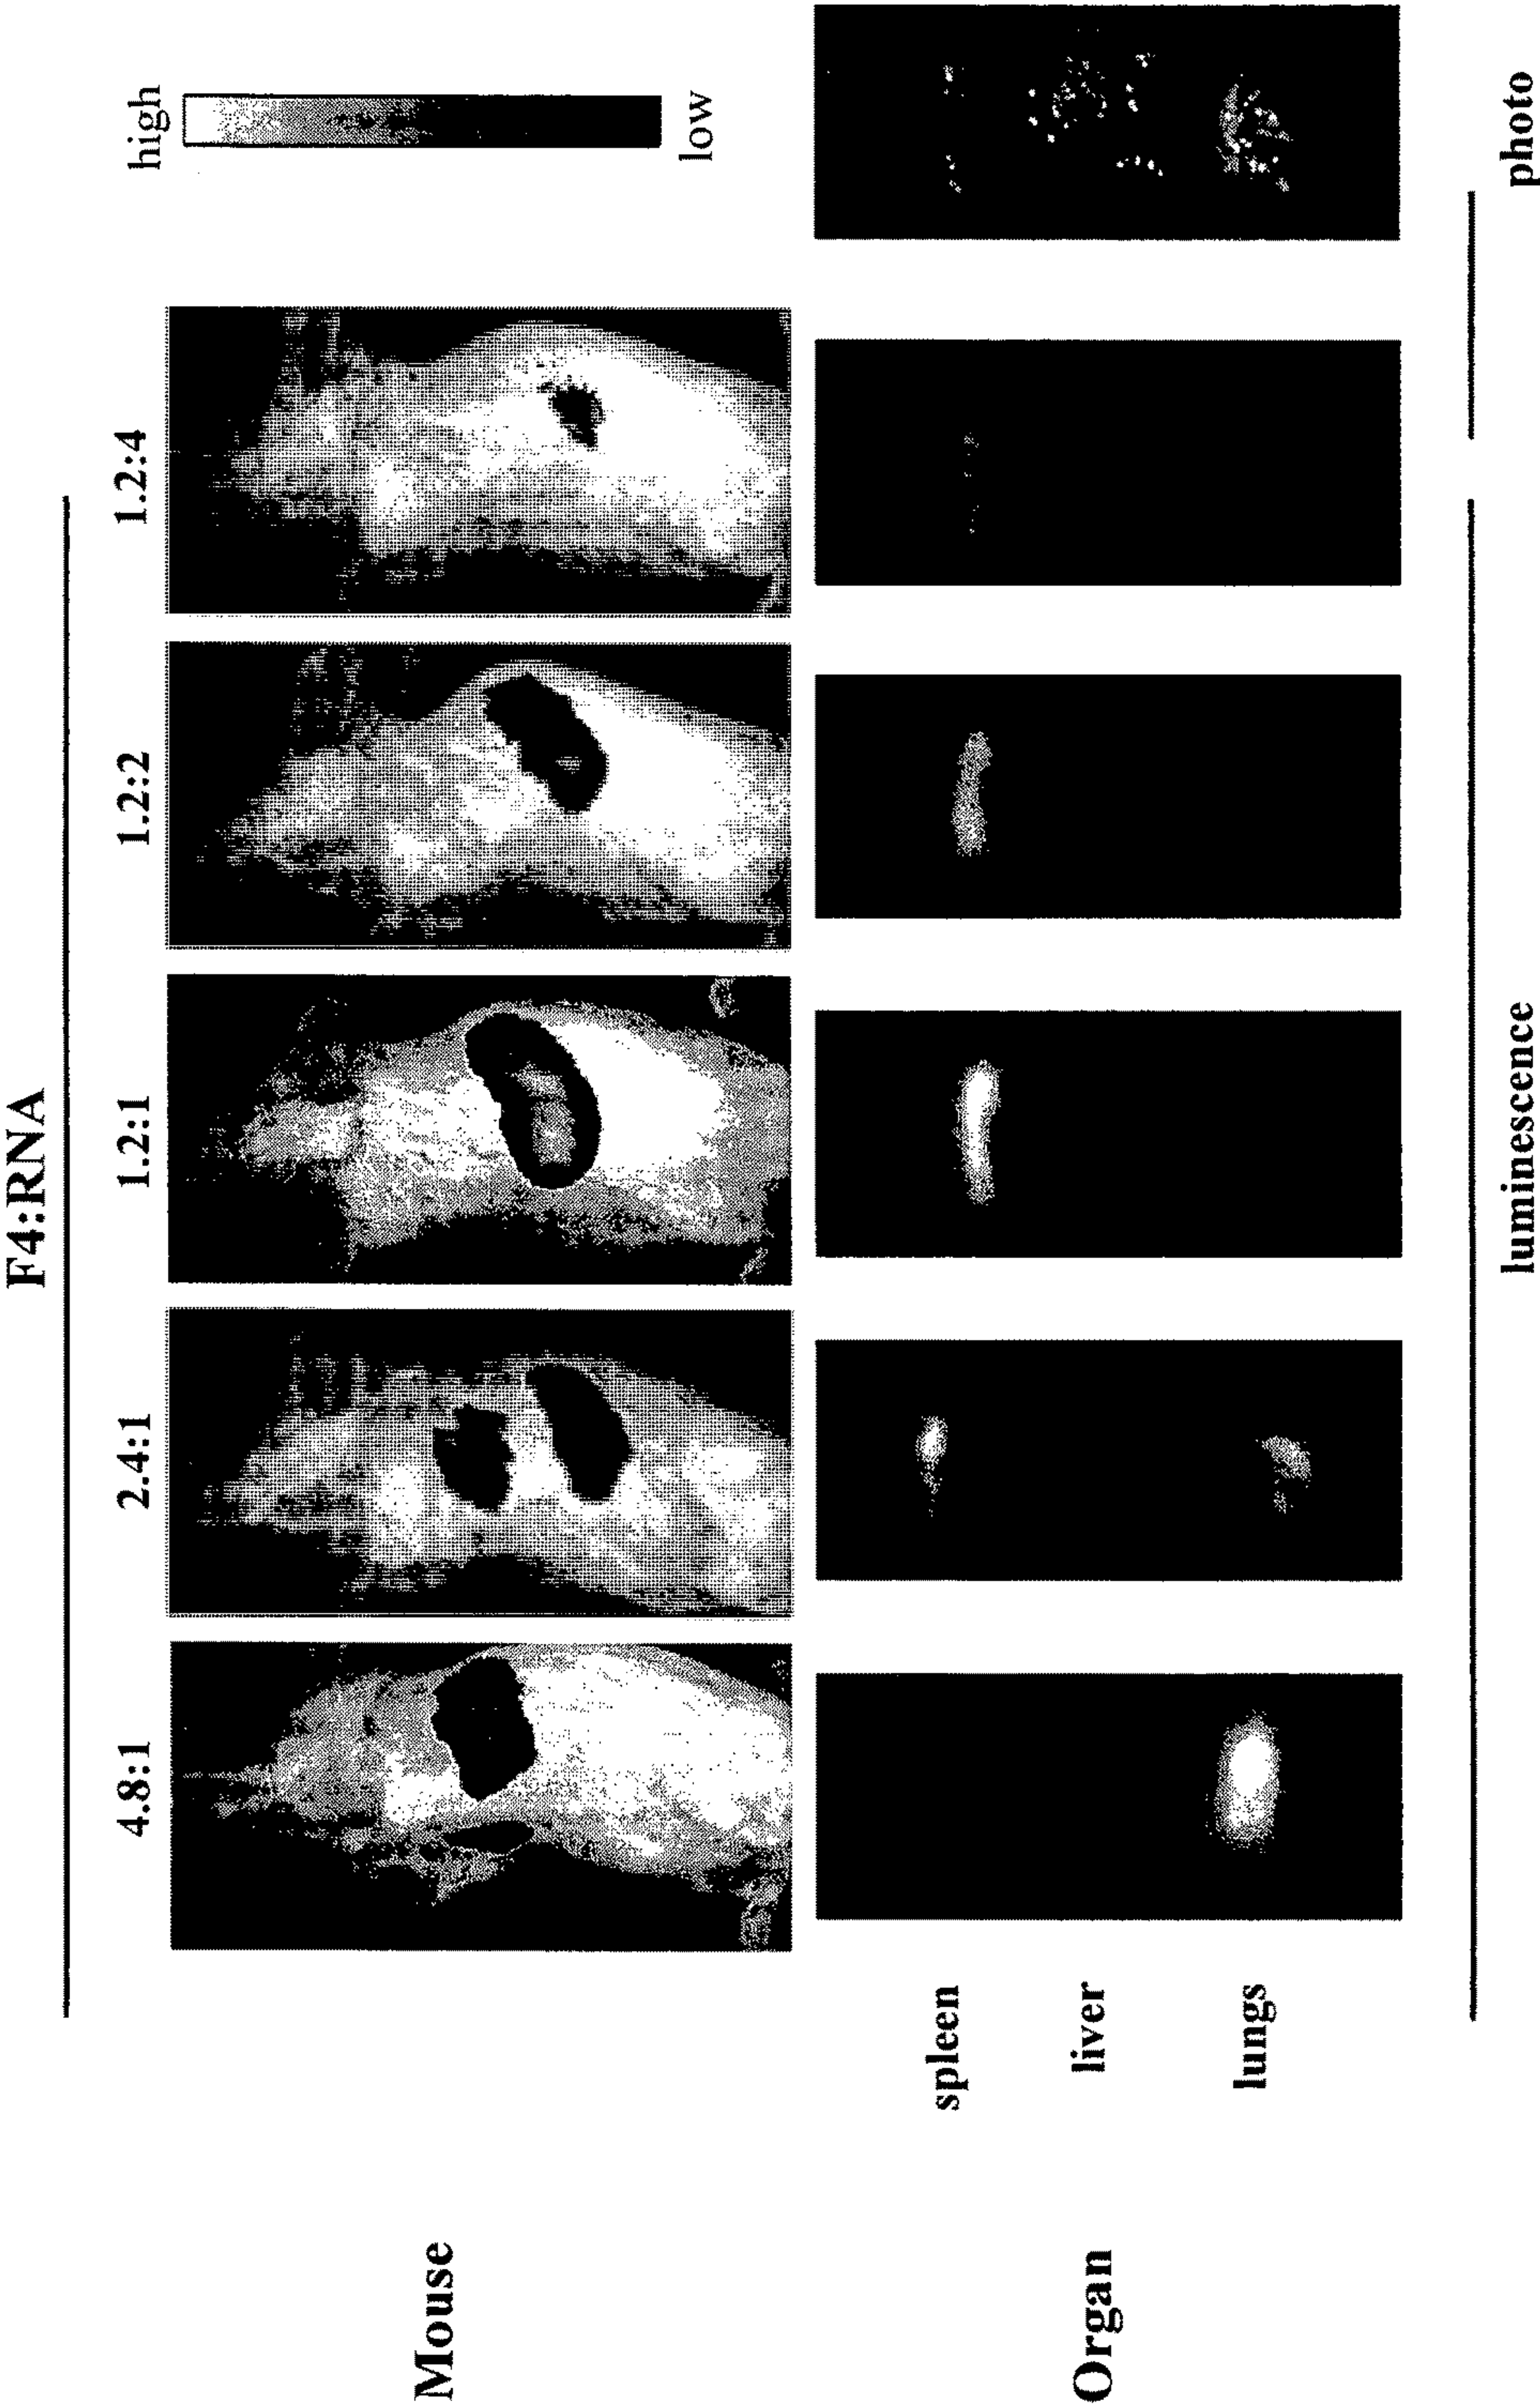 F4:RNA
4.8:1 2.4:1 1.2:1 1.2:2 1.2:4
high
low
Mouse
Organ
spleen
liver
lungs
luminescence photo